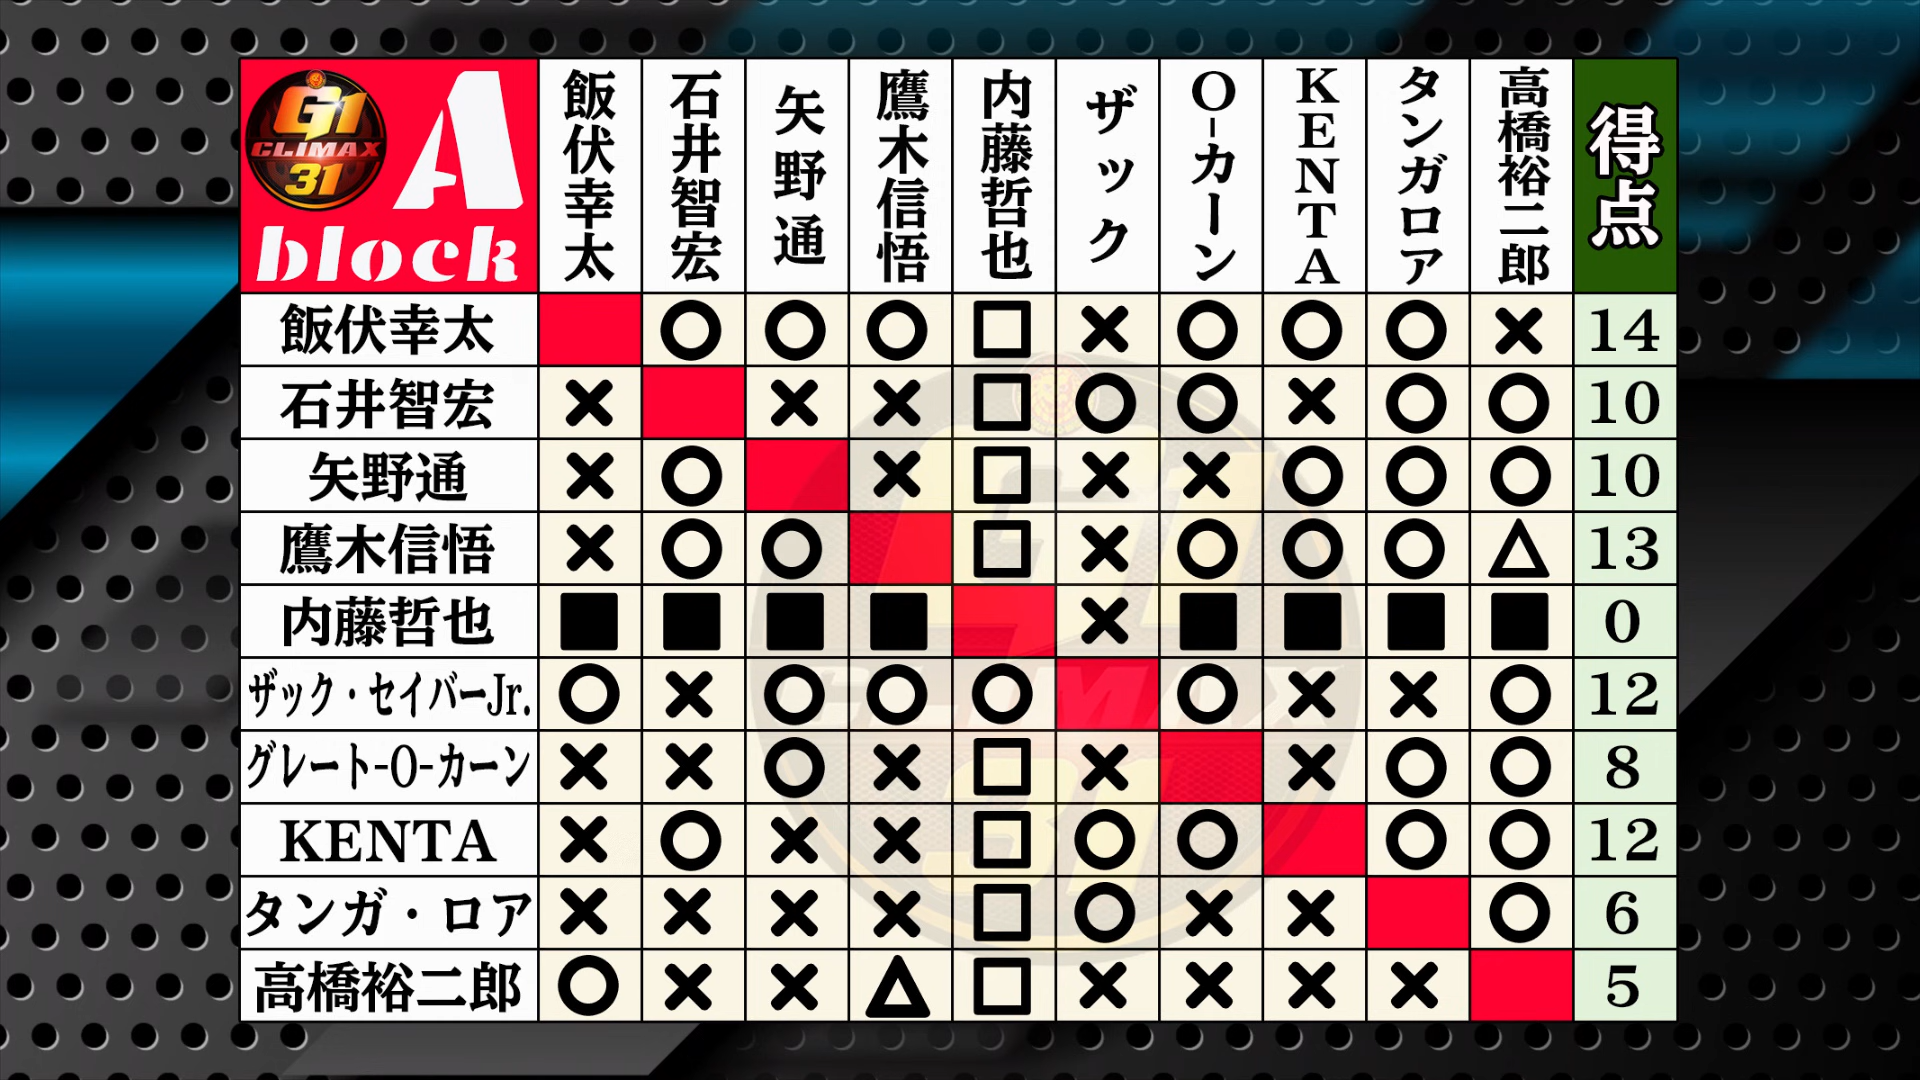 G1
CLIMAX
31
A
block
飯伏幸太 石井智宏 矢野通 鷹木信悟 内藤哲也 ザック O-カーン KENTA タンガロア 高橋裕二郎 得点
飯伏幸太 ○ ○ ○ □ × ○ ○ ○ × 14
石井智宏 × × × □ ○ ○ × ○ ○ 10
矢野通 × ○ × □ × × ○ ○ ○ 10
鷹木信悟 × ○ ○ □ × ○ ○ ○ △ 13
内藤哲也 ■ ■ ■ ■ × ■ ■ ■ ■ 0
ザック・セイバーJr. ○ × ○ ○ ○ ○ × × ○ 12
グレート-O-カーン × × ○ × □ × × ○ ○ 8
KENTA × ○ × × □ ○ ○ ○ ○ 12
タンガ・ロア × × × × □ ○ × × ○ 6
高橋裕二郎 ○ × × △ □ × × × × 5